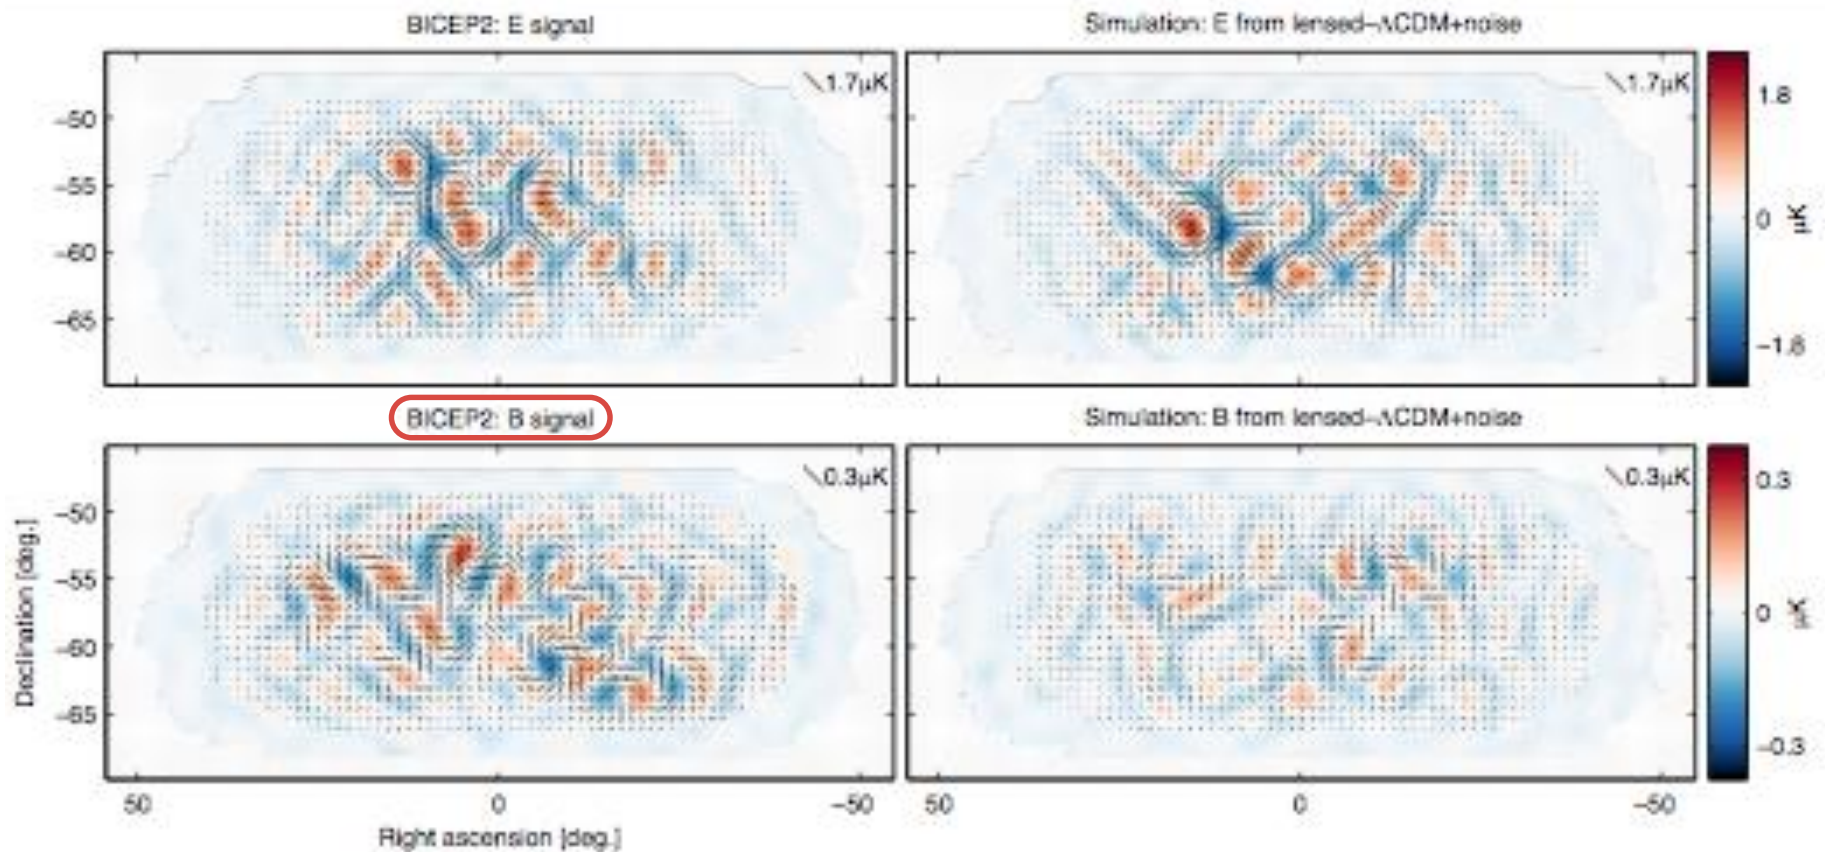 BICEP2: E signal
Simulation: E from lensed–ΛCDM+noise
1.7μK
1.7μK
−50
−55
−60
−65
1.8
0
−1.8
μK
BICEP2: B signal
Simulation: B from lensed–ΛCDM+noise
0.3μK
0.3μK
Declination [deg.]
−50
−55
−60
−65
0.3
0
−0.3
μK
50
0
−50
50
0
−50
Right ascension [deg.]